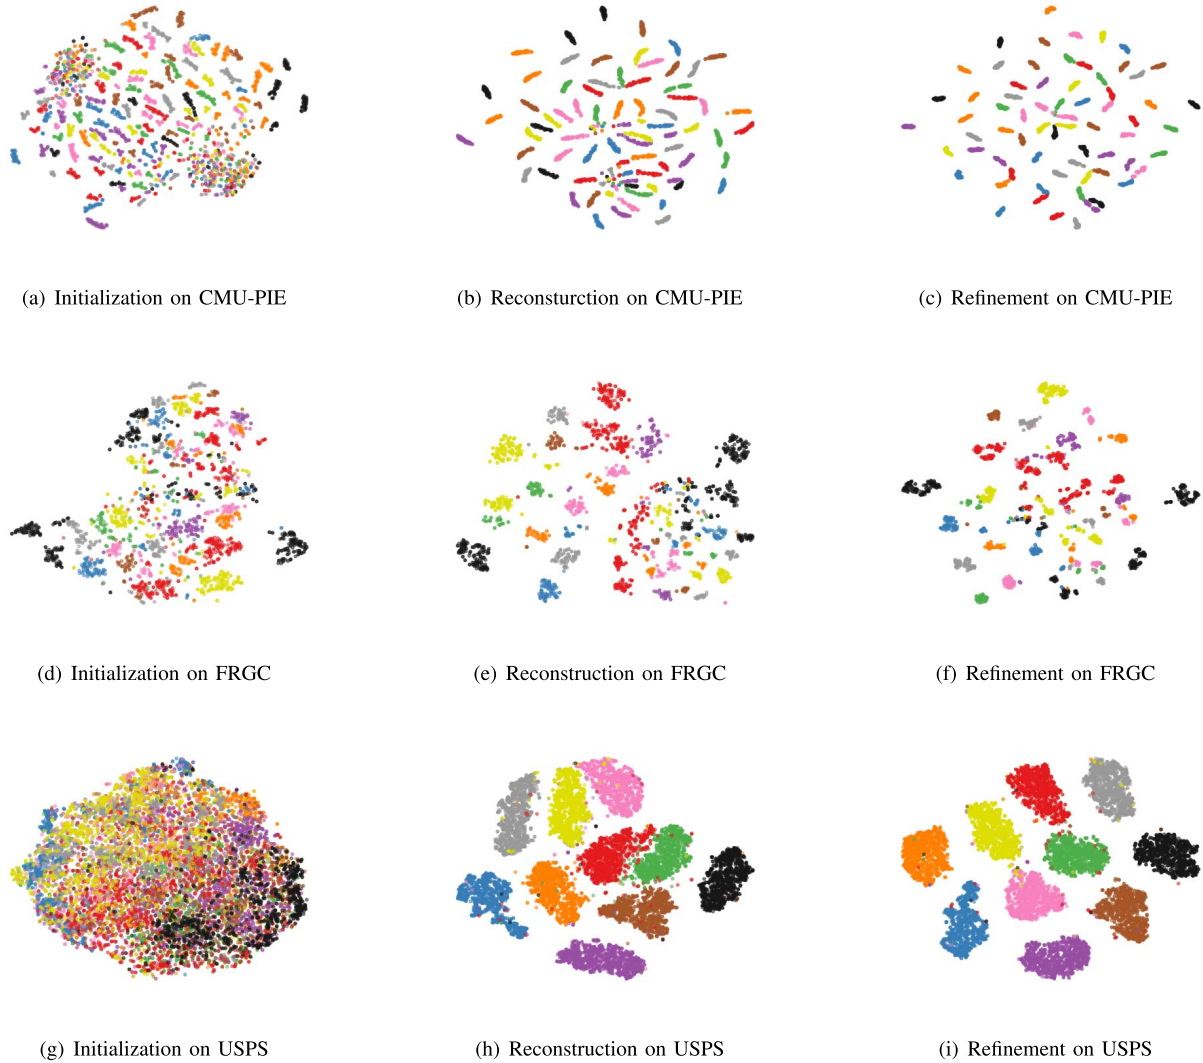 (a) Initialization on CMU-PIE
(b) Reconsturction on CMU-PIE
(c) Refinement on CMU-PIE
(d) Initialization on FRGC
(e) Reconstruction on FRGC
(f) Refinement on FRGC
(g) Initialization on USPS
(h) Reconstruction on USPS
(i) Refinement on USPS